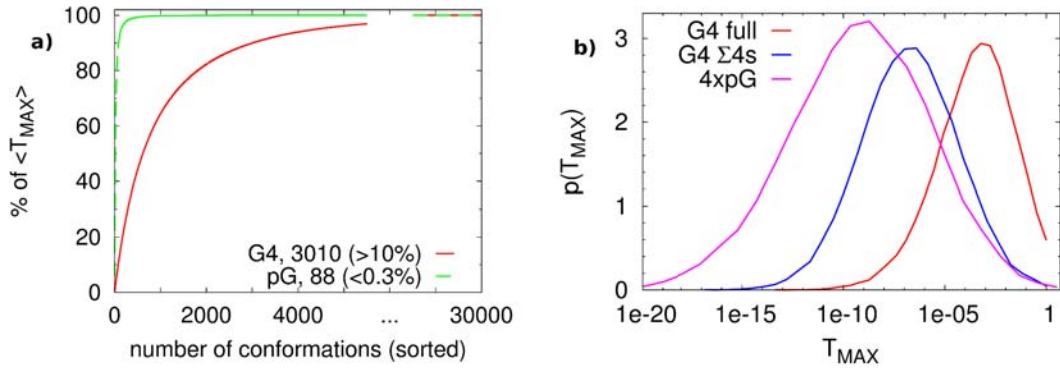 a)
% of <T_MAX>
100
80
60
40
20
0
G4, 3010 (>10%)
pG, 88 (<0.3%)
0 2000 4000 ... 30000
number of conformations (sorted)
b)
p(T_MAX)
3
2
1
0
G4 full
G4 Σ4s
4xpG
1e-20 1e-15 1e-10 1e-05 1
T_MAX